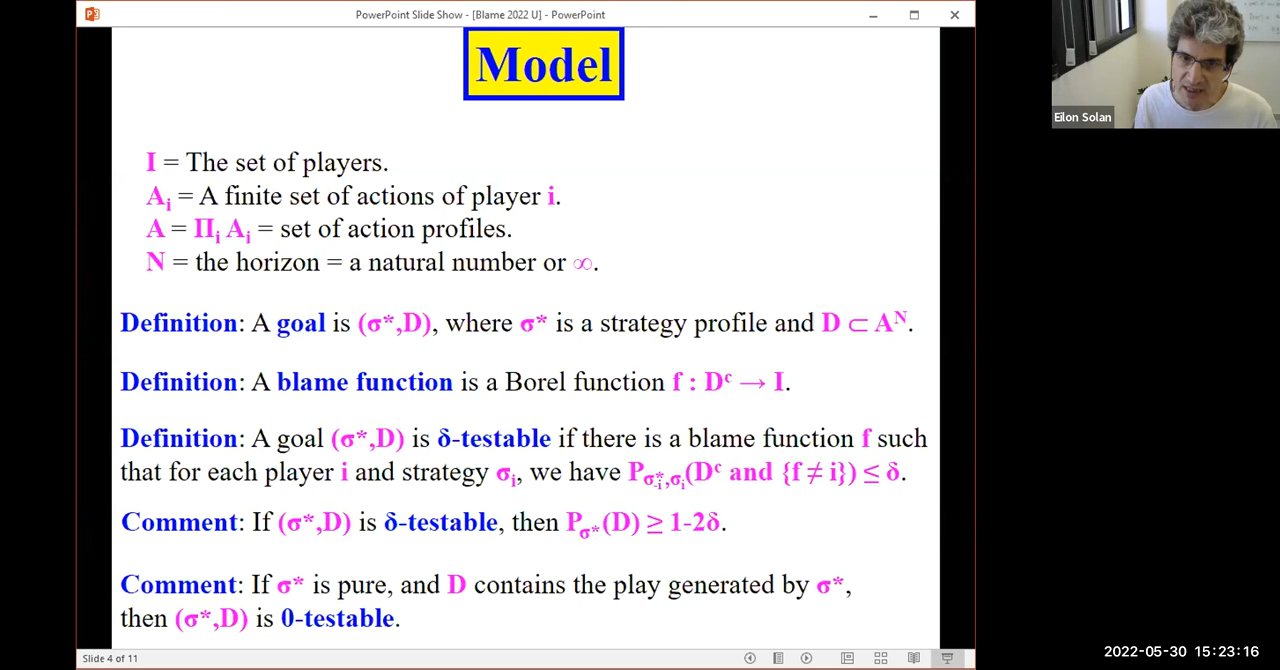 PowerPoint Slide Show - [Blame 2022 U] - PowerPoint
Model
I = The set of players.
Aᵢ = A finite set of actions of player i.
A = Πᵢ Aᵢ = set of action profiles.
N = the horizon = a natural number or ∞.
Definition: A goal is (σ*,D), where σ* is a strategy profile and D ⊂ Aᴺ.
Definition: A blame function is a Borel function f : Dᶜ → I.
Definition: A goal (σ*,D) is δ-testable if there is a blame function f such
that for each player i and strategy σᵢ, we have P_{σ*₋ᵢ,σᵢ}(Dᶜ and {f ≠ i}) ≤ δ.
Comment: If (σ*,D) is δ-testable, then P_{σ*}(D) ≥ 1-2δ.
Comment: If σ* is pure, and D contains the play generated by σ*,
then (σ*,D) is 0-testable.
Slide 4 of 11
Eilon Solan
2022-05-30 15:23:16